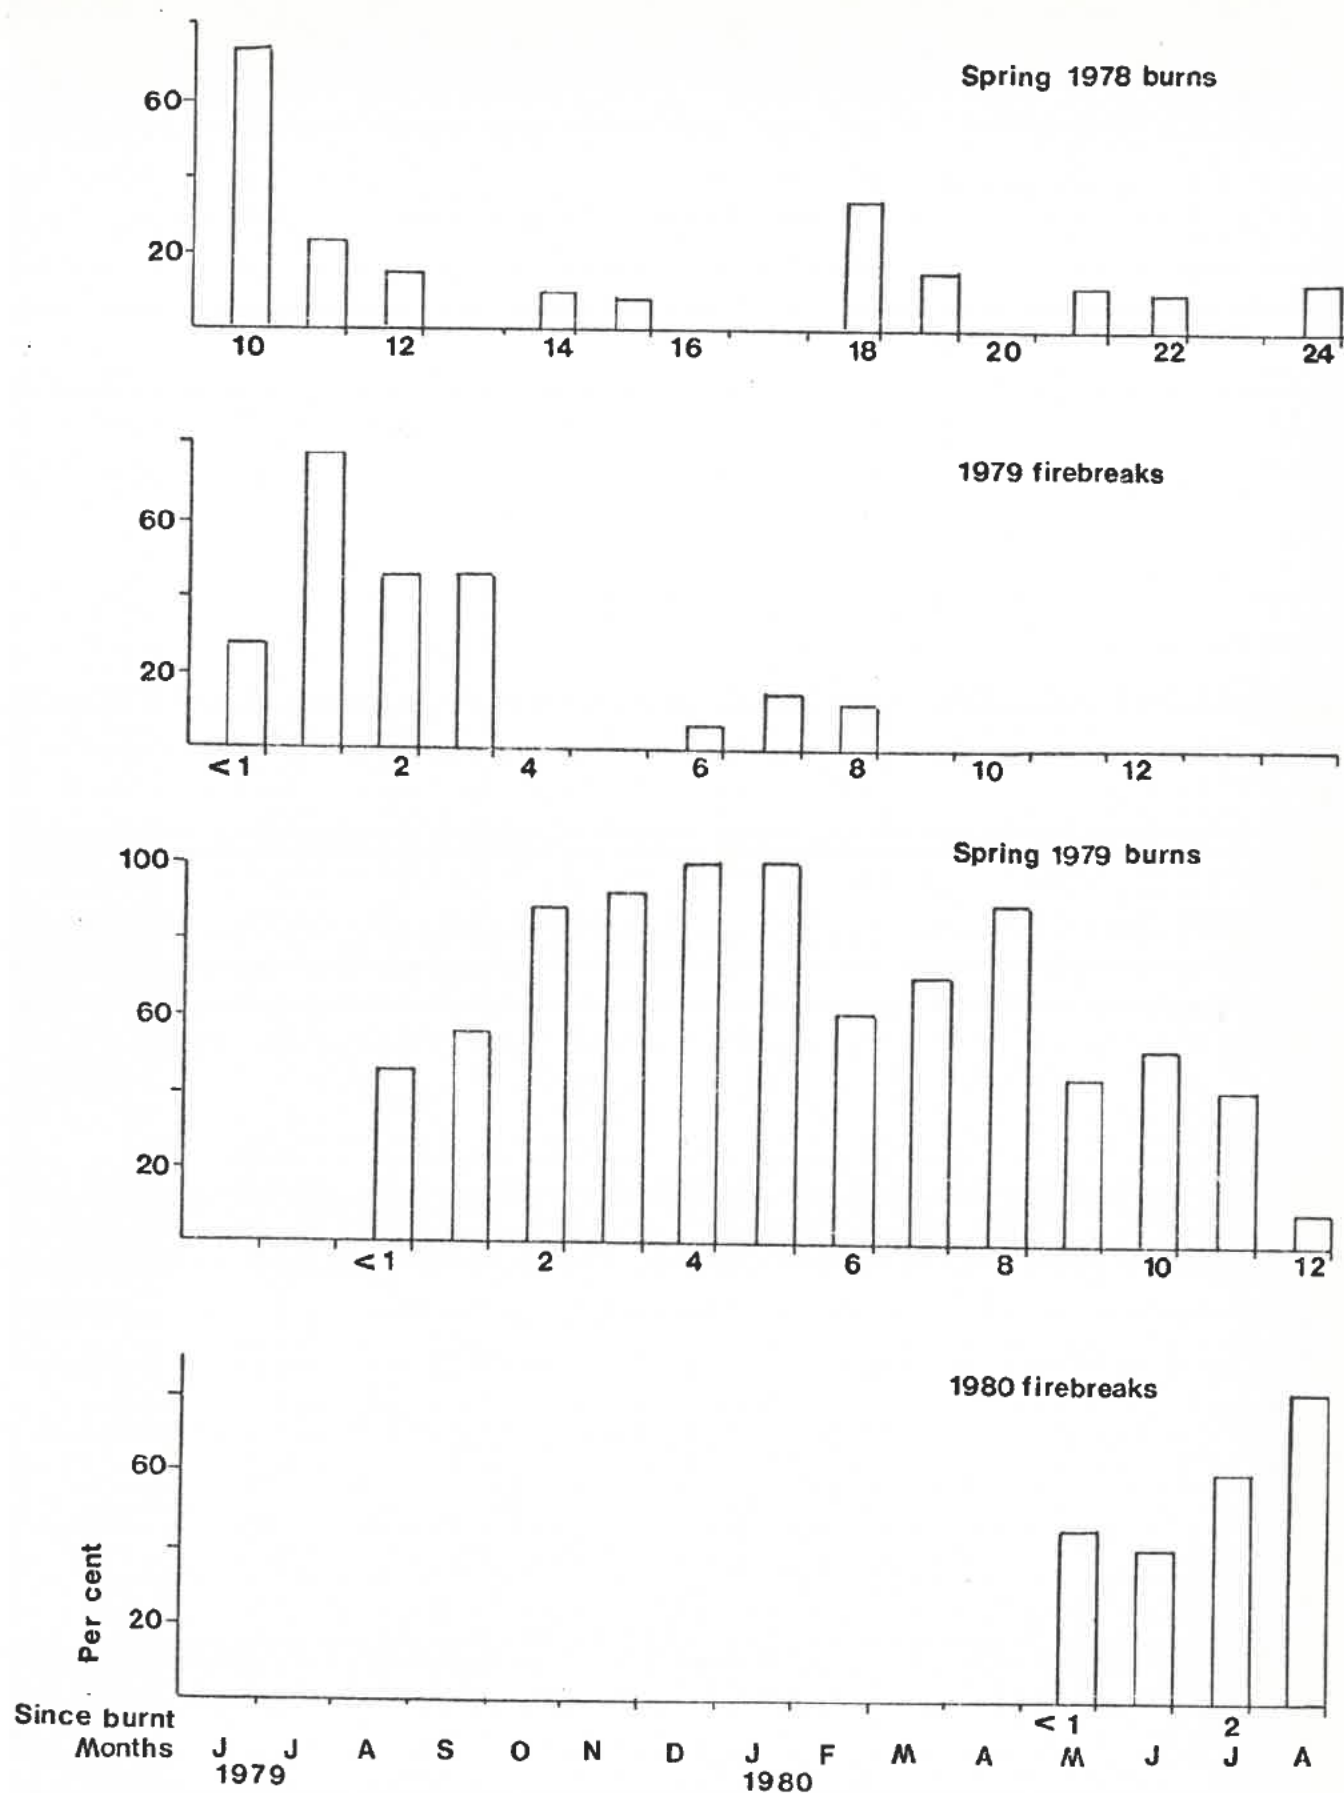 Spring 1978 burns
60
20
10 12 14 16 18 20 22 24
1979 firebreaks
60
20
<1 2 4 6 8 10 12
Spring 1979 burns
100
60
20
<1 2 4 6 8 10 12
1980 firebreaks
60
20
Per cent
Since burnt <1 2
Months J J A S O N D J F M A M J J A
1979 1980